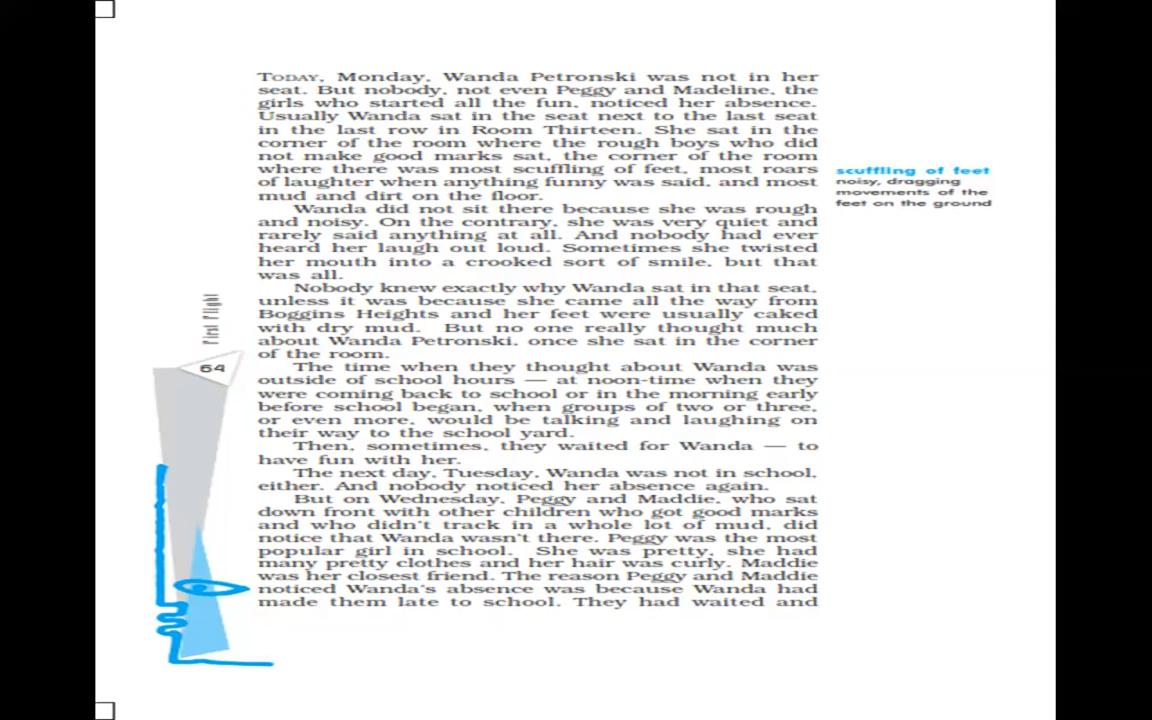 TODAY, Monday, Wanda Petronski was not in her
seat. But nobody, not even Peggy and Madeline, the
girls who started all the fun, noticed her absence.
Usually Wanda sat in the seat next to the last seat
in the last row in Room Thirteen. She sat in the
corner of the room where the rough boys who did
not make good marks sat, the corner of the room
where there was most scuffling of feet, most roars
of laughter when anything funny was said, and most
mud and dirt on the floor.
Wanda did not sit there because she was rough
and noisy. On the contrary, she was very quiet and
rarely said anything at all. And nobody had ever
heard her laugh out loud. Sometimes she twisted
her mouth into a crooked sort of smile, but that
was all.
Nobody knew exactly why Wanda sat in that seat,
unless it was because she came all the way from
Boggins Heights and her feet were usually caked
with dry mud. But no one really thought much
about Wanda Petronski, once she sat in the corner
of the room.
The time when they thought about Wanda was
outside of school hours — at noon-time when they
were coming back to school or in the morning early
before school began, when groups of two or three,
or even more, would be talking and laughing on
their way to the school yard.
Then, sometimes, they waited for Wanda — to
have fun with her.
The next day, Tuesday, Wanda was not in school,
either. And nobody noticed her absence again.
But on Wednesday, Peggy and Maddie, who sat
down front with other children who got good marks
and who didn't track in a whole lot of mud, did
notice that Wanda wasn't there. Peggy was the most
popular girl in school. She was pretty, she had
many pretty clothes and her hair was curly. Maddie
was her closest friend. The reason Peggy and Maddie
noticed Wanda's absence was because Wanda had
made them late to school. They had waited and
scuffling of feet
noisy, dragging
movements of the
feet on the ground
First Flight
64